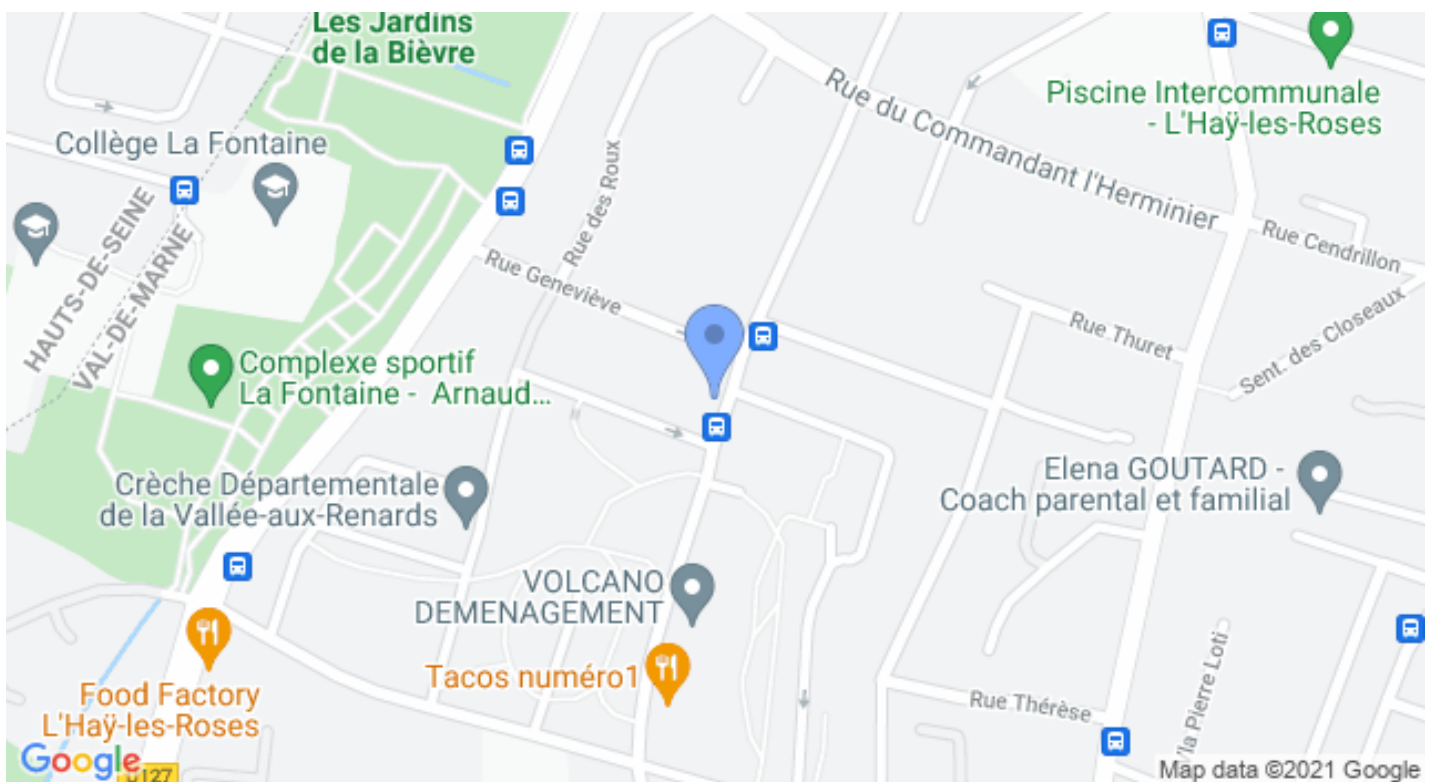 Les Jardins
de la Bièvre
Collège La Fontaine
HAUTS-DE-SEINE
VAL-DE-MARNE
Rue des Roux
Rue du Commandant l'Herminier
Piscine Intercommunale
- L'Haÿ-les-Roses
Rue Cendrillon
Rue Geneviève
Rue Thuret
Sent. des Closeaux
Complexe sportif
La Fontaine - Arnaud...
Crèche Départementale
de la Vallée-aux-Renards
Elena GOUTARD -
Coach parental et familial
VOLCANO
DEMENAGEMENT
Tacos numéro1
Food Factory
L'Haÿ-les-Roses
Rue Thérèse
Vla Pierre Loti
Google
Map data ©2021 Google